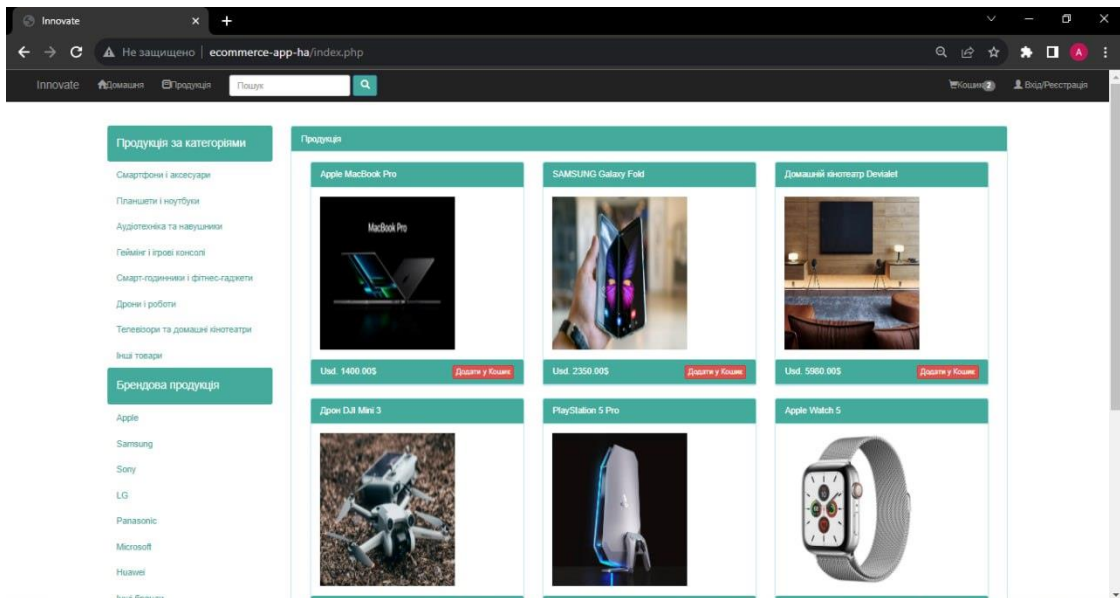 Innovate
Не защищено ecommerce-app-ha/index.php
A
Innovate Домашня Продукція Пошук Кошик 2 Вхід/Реєстрація
Продукція за категоріями
Смартфони і аксесуари
Планшети і ноутбуки
Аудіотехніка та навушники
Геймінг і ігрові консолі
Смарт-годинники і фітнес-гаджети
Дрони і роботи
Телевізори та домашні кінотеатри
Інші товари
Брендова продукція
Apple
Samsung
Sony
LG
Panasonic
Microsoft
Huawei
Інші бренди
Продукція
Apple MacBook Pro
MacBook Pro
Usd. 1400.00$ Додати у Кошик
SAMSUNG Galaxy Fold
Usd. 2350.00$ Додати у Кошик
Домашній кінотеатр Devialet
Usd. 5980.00$ Додати у Кошик
Дрон DJI Mini 3
PlayStation 5 Pro
Apple Watch 5